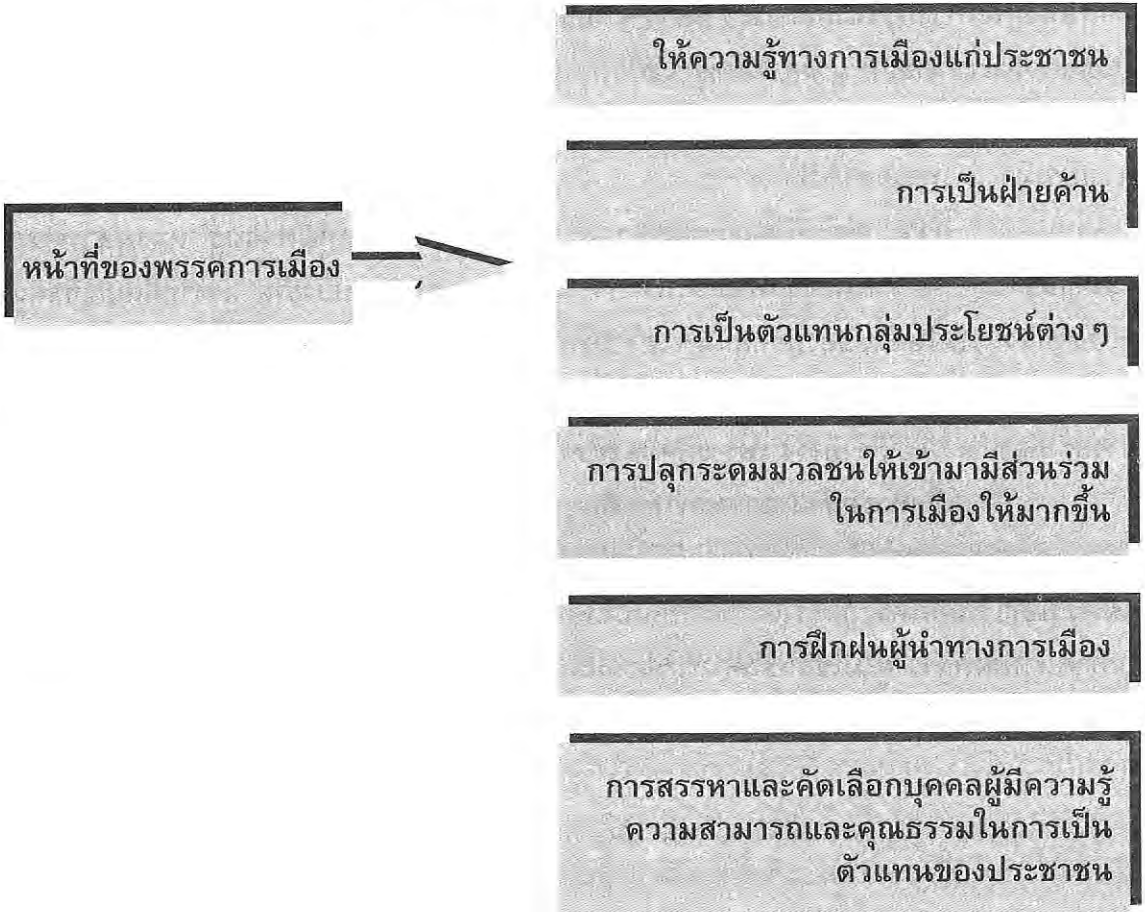 หน้าที่ของพรรคการเมือง
ให้ความรู้ทางการเมืองแก่ประชาชน
การเป็นฝ่ายค้าน
การเป็นตัวแทนกลุ่มประโยชน์ต่าง ๆ
การปลุกระดมมวลชนให้เข้ามามีส่วนร่วม
ในการเมืองให้มากขึ้น
การฝึกฝนผู้นำทางการเมือง
การสรรหาและคัดเลือกบุคคลผู้มีความรู้
ความสามารถและคุณธรรมในการเป็น
ตัวแทนของประชาชน